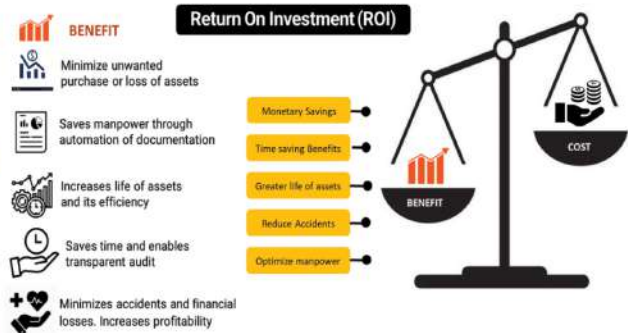 Return On Investment (ROI)
BENEFIT
Minimize unwanted
purchase or loss of assets
Saves manpower through
automation of documentation
Increases life of assets
and its efficiency
Saves time and enables
transparent audit
Minimizes accidents and financial
losses. Increases profitability
Monetary Savings
Time saving Benefits
Greater life of assets
Reduce Accidents
Optimize manpower
BENEFIT
COST